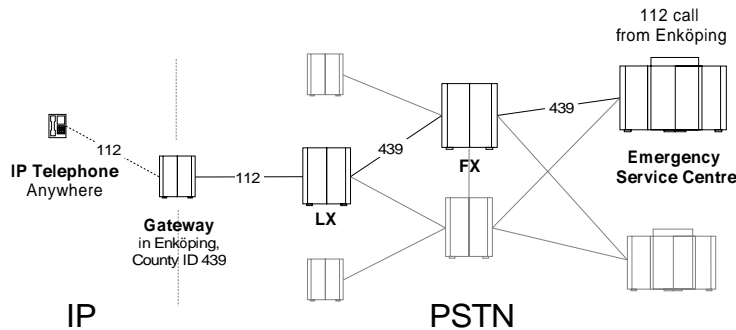 112 call
from Enköping
439
112
439
FX
IP Telephone
Anywhere
112
LX
Emergency
Service Centre
Gateway
in Enköping,
County ID 439
IP
PSTN